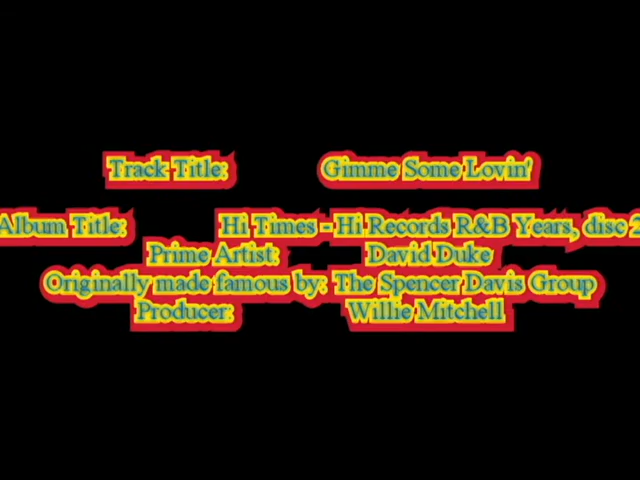 Track Title: Gimme Some Lovin'
Album Title: Hi Times - Hi Records R&B Years, disc 2
Prime Artist: David Duke
Originally made famous by: The Spencer Davis Group
Producer: Willie Mitchell